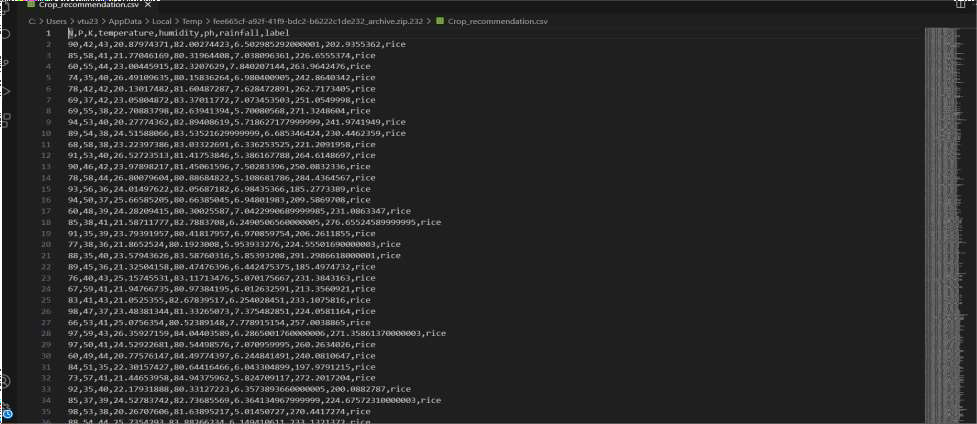 Crop_recommendation.csv ×
C: > Users > vtu23 > AppData > Local > Temp > fee665cf-a92f-41f9-bdc2-b6222c1de232_archive.zip.232 > Crop_recommendation.csv
1 N,P,K,temperature,humidity,ph,rainfall,label
2 90,42,43,20.87974371,82.00274423,6.502985292000001,202.9355362,rice
3 85,58,41,21.77046169,80.31964408,7.038096361,226.6555374,rice
4 60,55,44,23.00445915,82.3207629,7.840207144,263.9642476,rice
5 74,35,40,26.49109635,80.15836264,6.980400905,242.8640342,rice
6 78,42,42,20.13017482,81.60487287,7.628472891,262.7173405,rice
7 69,37,42,23.05804872,83.37011772,7.073453503,251.0549998,rice
8 69,55,38,22.70883798,82.63941394,5.70080568,271.3248604,rice
9 94,53,40,20.27774362,82.89408619,5.718627177999999,241.9741949,rice
10 89,54,38,24.51588066,83.53521629999999,6.685346424,230.4462359,rice
11 68,58,38,23.22397386,83.03322691,6.336253525,221.2091958,rice
12 91,53,40,26.52723513,81.41753846,5.386167788,264.6148697,rice
13 90,46,42,23.97898217,81.45061596,7.50283396,250.0832336,rice
14 78,58,44,26.80079604,80.88684822,5.108681786,284.4364567,rice
15 93,56,36,24.01497622,82.05687182,6.98435366,185.2773389,rice
16 94,50,37,25.66585205,80.66385045,6.94801983,209.5869708,rice
17 60,48,39,24.28209415,80.30025587,7.0422990689999985,231.0863347,rice
18 85,38,41,21.58711777,82.7883708,6.2490506560000005,276.65524589999995,rice
19 91,35,39,23.79391957,80.41817957,6.970859754,206.2611855,rice
20 77,38,36,21.8652524,80.1923008,5.953933276,224.55501690000003,rice
21 88,35,40,23.57943626,83.58760316,5.85393208,291.2986618000001,rice
22 89,45,36,21.32504158,80.47476396,6.442475375,185.4974732,rice
23 76,40,43,25.15745531,83.11713476,5.070175667,231.3843163,rice
24 67,59,41,21.94766735,80.97384195,6.012632591,213.3560921,rice
25 83,41,43,21.0525355,82.67839517,6.254028451,233.1075816,rice
26 98,47,37,23.48381344,81.33265073,7.375482851,224.0581164,rice
27 66,53,41,25.0756354,80.52389148,7.778915154,257.0038865,rice
28 97,59,43,26.35927159,84.04403589,6.2865001760000006,271.35861370000003,rice
29 97,50,41,24.52922681,80.54498576,7.070959995,260.2634026,rice
30 60,49,44,20.77576147,84.49774397,6.244841491,240.0810647,rice
31 84,51,35,22.30157427,80.64416466,6.043304899,197.9791215,rice
32 73,57,41,21.44653958,84.94375962,5.824709117,272.2017204,rice
33 92,35,40,22.17931888,80.33127223,6.3573893660000005,200.0882787,rice
34 85,37,39,24.52783742,82.73685569,6.364134967999999,224.67572310000003,rice
35 98,53,38,20.26707606,81.63895217,5.01450727,270.4417274,rice
36 88,54,44,25.7354293,83.88266234,6.149410611,233.1321372,rice